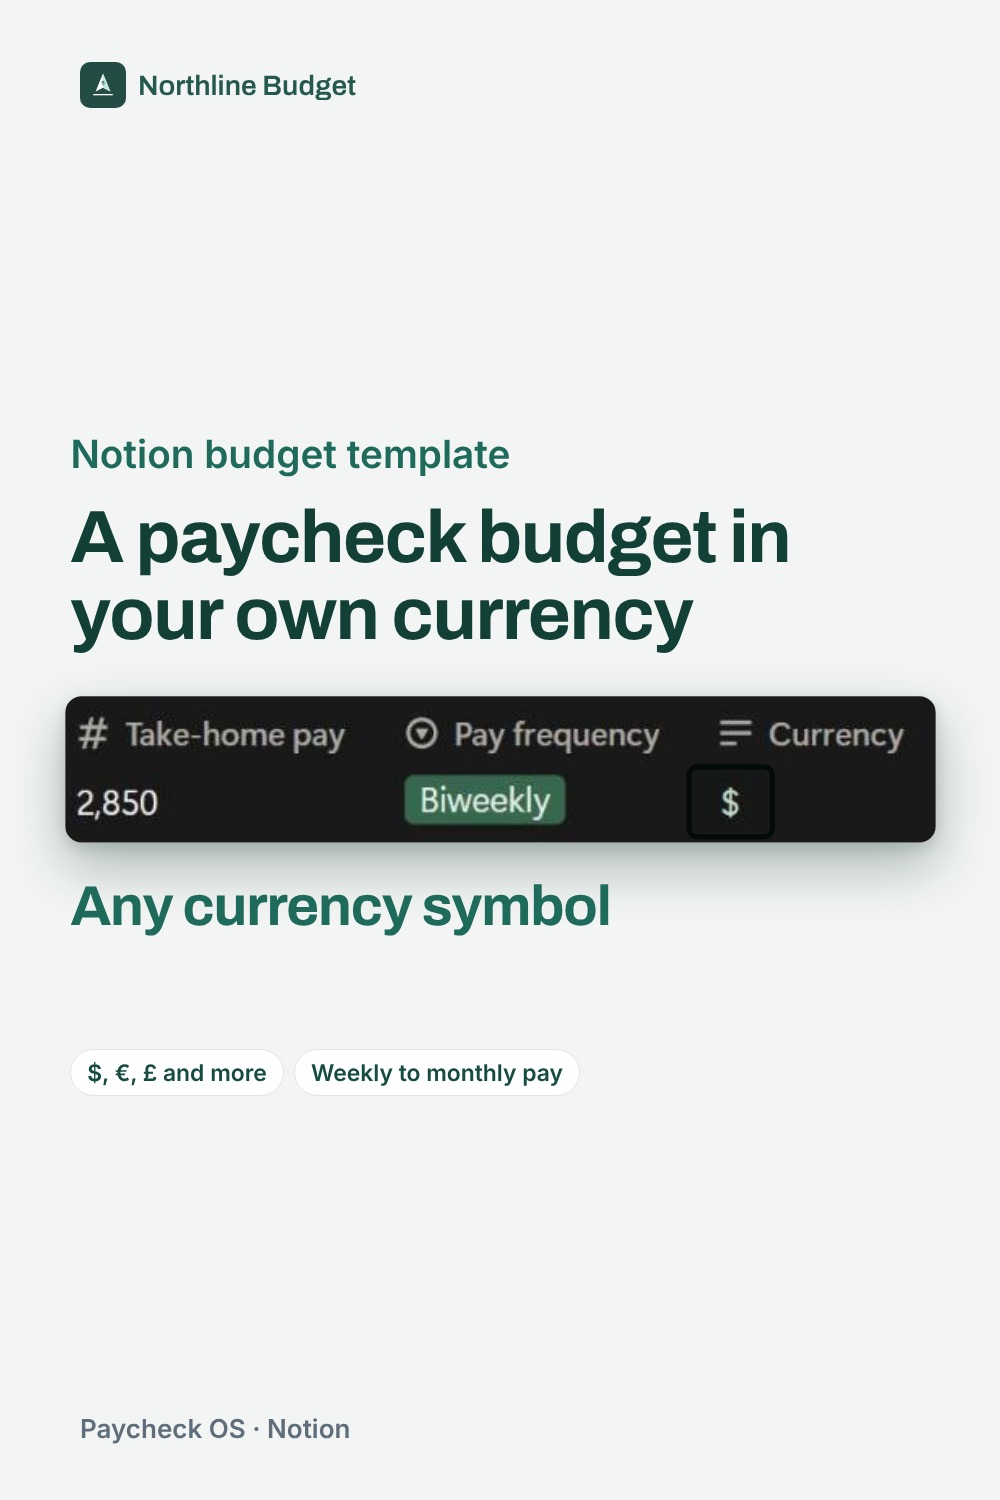 Northline Budget
Notion budget template
A paycheck budget in
your own currency
# Take-home pay Pay frequency Currency
2,850 Biweekly $
Any currency symbol
$, €, £ and more Weekly to monthly pay
Paycheck OS · Notion